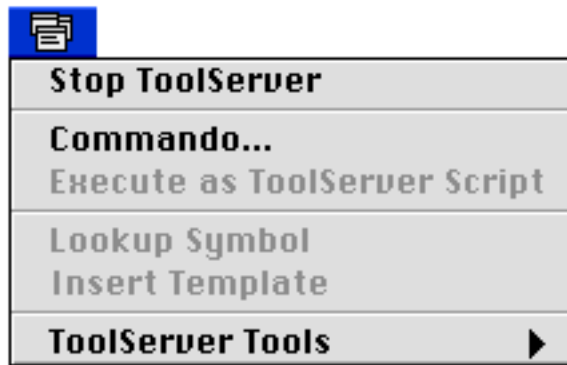 Stop ToolServer
Commando...
Execute as ToolServer Script
Lookup Symbol
Insert Template
ToolServer Tools